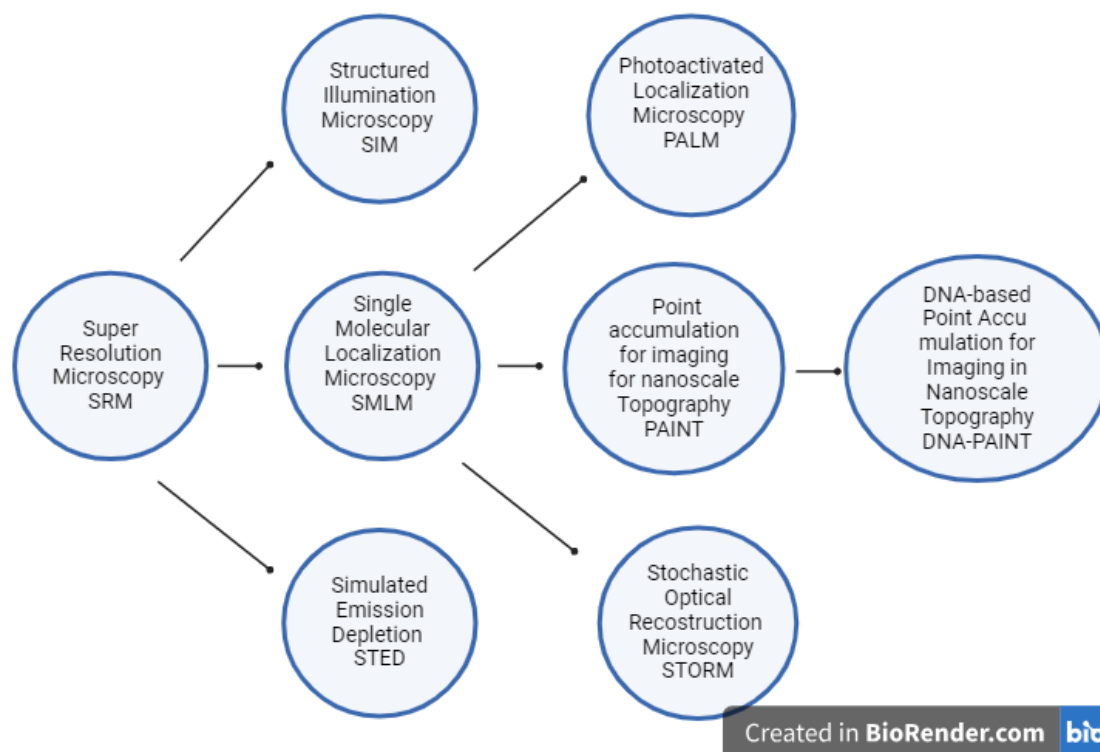 Structured
Illumination
Microscopy
SIM
Photoactivated
Localization
Microscopy
PALM
Super
Resolution
Microscopy
SRM
Single
Molecular
Localization
Microscopy
SMLM
Point
accumulation
for imaging
for nanoscale
Topography
PAINT
DNA-based
Point Accu
mulation for
Imaging in
Nanoscale
Topography
DNA-PAINT
Simulated
Emission
Depletion
STED
Stochastic
Optical
Recostruction
Microscopy
STORM
Created in BioRender.com bio